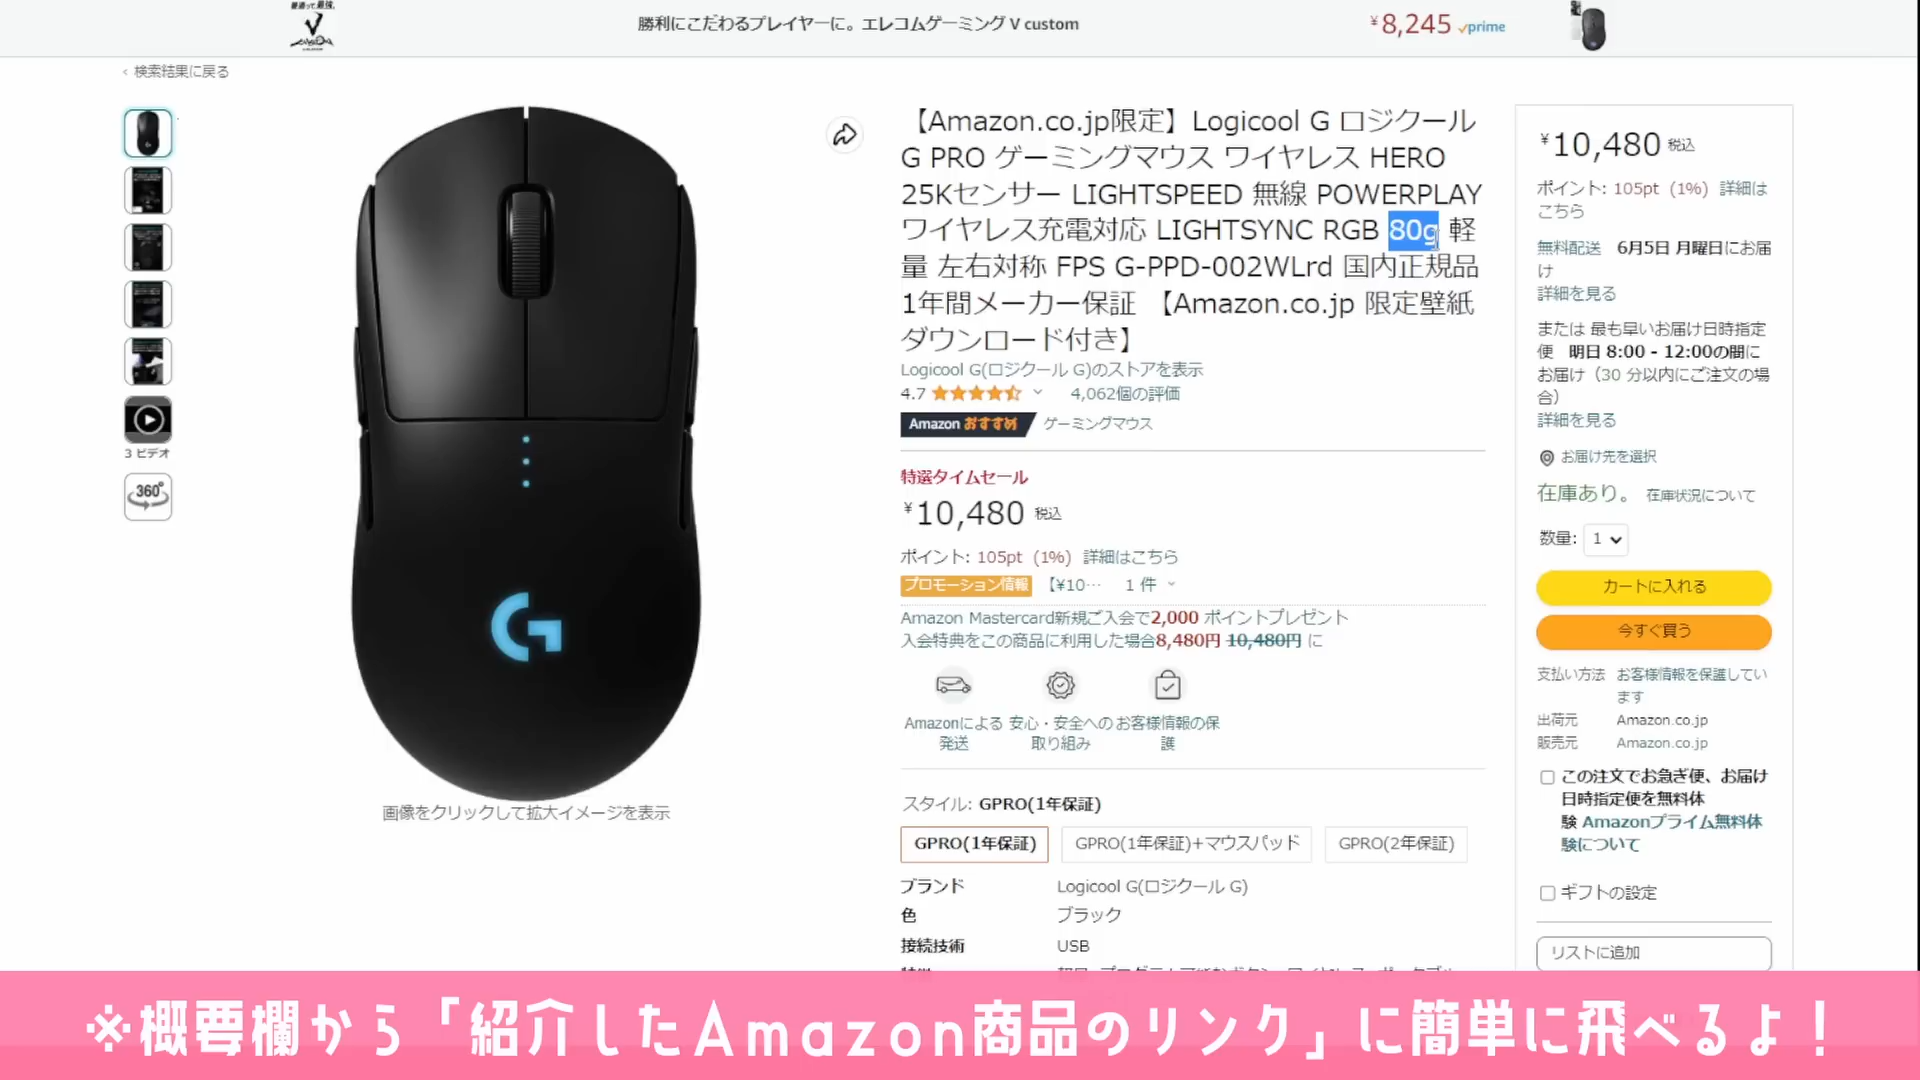 勝利にこだわるプレイヤーに。エレコムゲーミング V custom
¥8,245 prime
‹ 検索結果に戻る
3 ビデオ
360°
画像をクリックして拡大イメージを表示
【Amazon.co.jp限定】Logicool G ロジクール
G PRO ゲーミングマウス ワイヤレス HERO
25Kセンサー LIGHTSPEED 無線 POWERPLAY
ワイヤレス充電対応 LIGHTSYNC RGB 80g 軽
量 左右対称 FPS G-PPD-002WLrd 国内正規品
1年間メーカー保証 【Amazon.co.jp 限定壁紙
ダウンロード付き】
Logicool G(ロジクール G)のストアを表示
4.7 4,062個の評価
Amazon おすすめ ゲーミングマウス
特選タイムセール
¥10,480 税込
ポイント: 105pt (1%) 詳細はこちら
プロモーション情報 【¥10… 1 件
Amazon Mastercard新規ご入会で2,000 ポイントプレゼント
入会特典をこの商品に利用した場合8,480円 10,480円 に
Amazonによる発送
安心・安全への取り組み
お客様情報の保護
スタイル: GPRO(1年保証)
GPRO(1年保証) GPRO(1年保証)+マウスパッド GPRO(2年保証)
ブランド Logicool G(ロジクール G)
色 ブラック
接続技術 USB
¥10,480 税込
ポイント: 105pt (1%) 詳細は
こちら
無料配送 6月5日 月曜日にお届
け
詳細を見る
または 最も早いお届け日時指定
便 明日 8:00 - 12:00の間に
お届け（30 分以内にご注文の場
合）
詳細を見る
お届け先を選択
在庫あり。 在庫状況について
数量: 1
カートに入れる
今すぐ買う
支払い方法 お客様情報を保護してい
ます
出荷元 Amazon.co.jp
販売元 Amazon.co.jp
この注文でお急ぎ便、お届け
日時指定便を無料体
験 Amazonプライム無料体
験について
ギフトの設定
リストに追加
※概要欄から「紹介したAmazon商品のリンク」に簡単に飛べるよ！